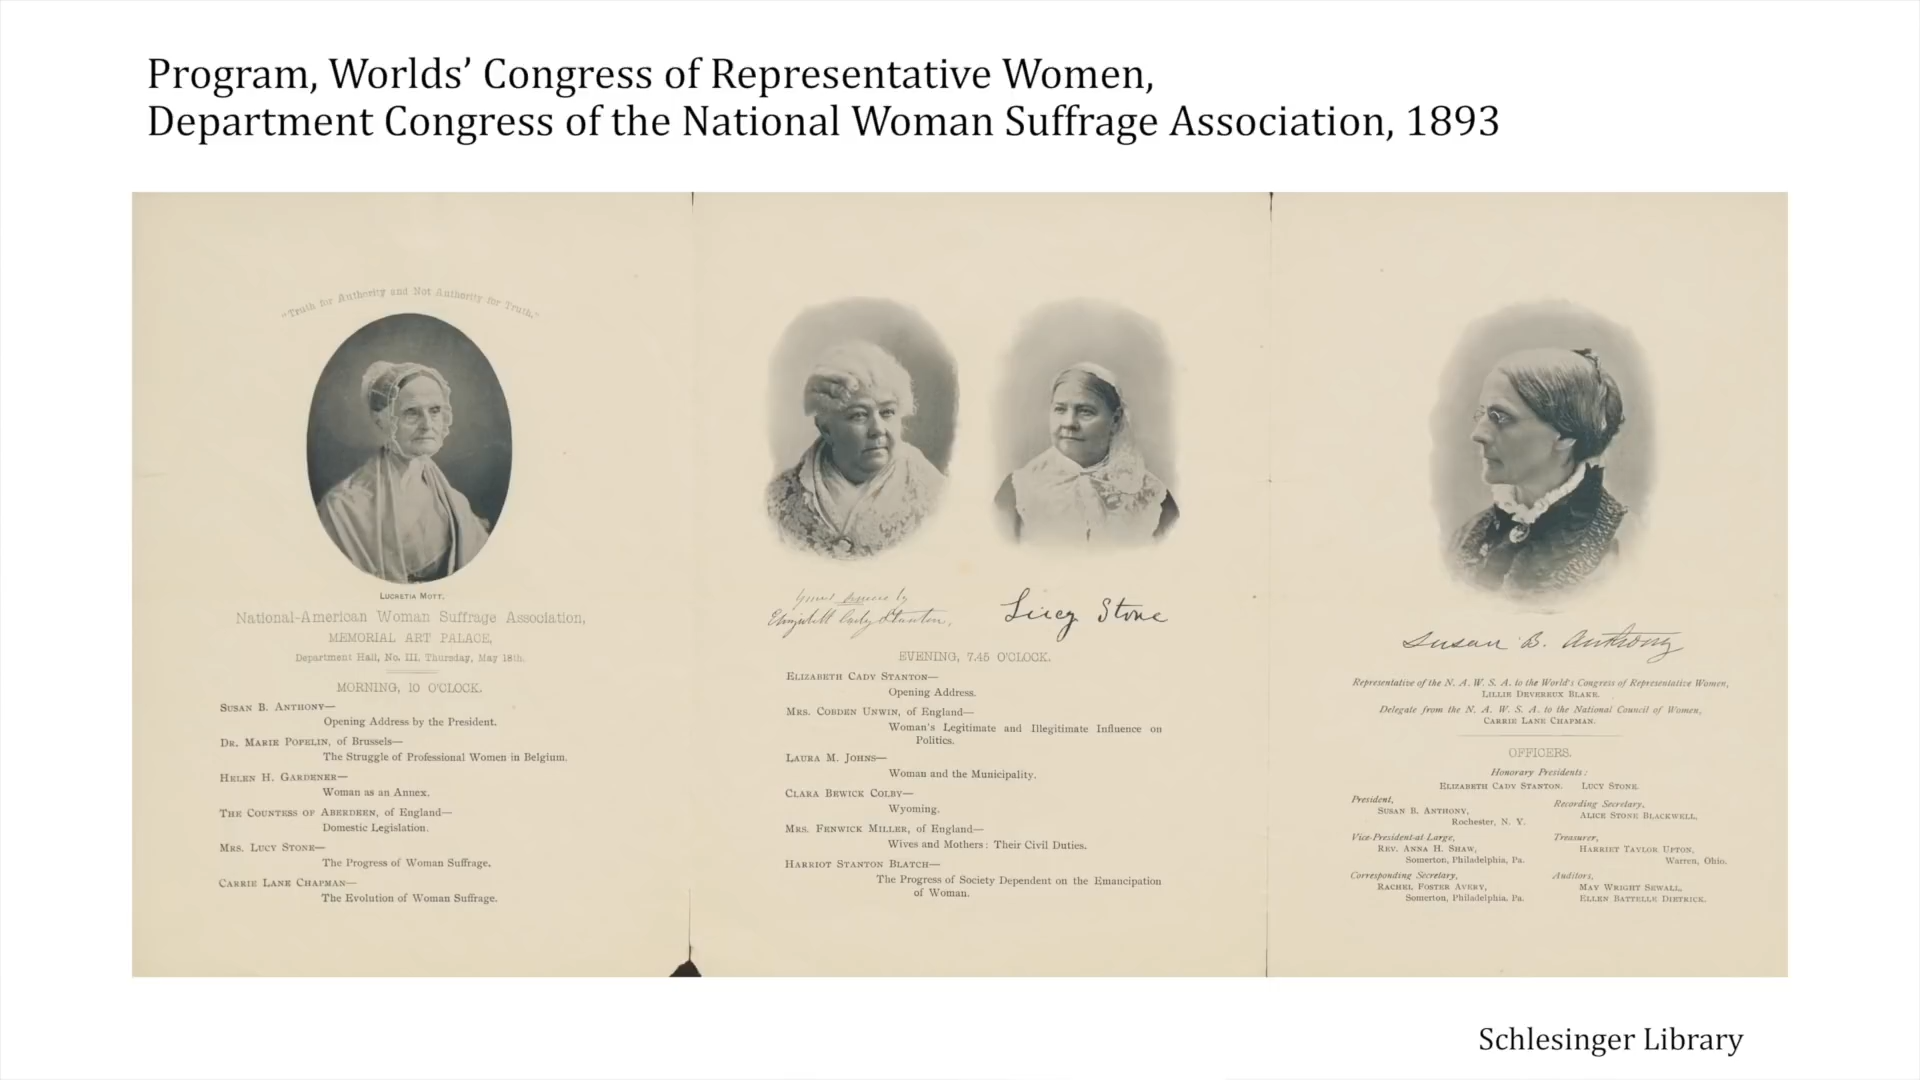 Program, Worlds’ Congress of Representative Women,
Department Congress of the National Woman Suffrage Association, 1893
"Truth for Authority and Not Authority for Truth."
LUCRETIA MOTT.
National-American Woman Suffrage Association,
MEMORIAL ART PALACE,
Department Hall, No. III. Thursday, May 18th.
MORNING, 10 O'CLOCK.
SUSAN B. ANTHONY—
Opening Address by the President.
DR. MARIE POPELIN, of Brussels—
The Struggle of Professional Women in Belgium.
HELEN H. GARDENER—
Woman as an Annex.
THE COUNTESS OF ABERDEEN, of England—
Domestic Legislation.
MRS. LUCY STONE—
The Progress of Woman Suffrage.
CARRIE LANE CHAPMAN—
The Evolution of Woman Suffrage.
Elizabeth Cady Stanton.
Lucy Stone
EVENING, 7.45 O'CLOCK.
ELIZABETH CADY STANTON—
Opening Address.
MRS. COBDEN UNWIN, of England—
Woman's Legitimate and Illegitimate Influence on
Politics.
LAURA M. JOHNS—
Woman and the Municipality.
CLARA BEWICK COLBY—
Wyoming.
MRS. FENWICK MILLER, of England—
Wives and Mothers: Their Civil Duties.
HARRIOT STANTON BLATCH—
The Progress of Society Dependent on the Emancipation
of Woman.
Susan B. Anthony
Representative of the N. A. W. S. A. to the World's Congress of Representative Women,
LILLIE DEVEREUX BLAKE.
Delegate from the N. A. W. S. A. to the National Council of Women,
CARRIE LANE CHAPMAN.
OFFICERS.
Honorary Presidents:
ELIZABETH CADY STANTON. LUCY STONE.
President,
SUSAN B. ANTHONY,
Rochester, N. Y.
Vice-President-at Large,
REV. ANNA H. SHAW,
Somerton, Philadelphia, Pa.
Corresponding Secretary,
RACHEL FOSTER AVERY,
Somerton, Philadelphia, Pa.
Recording Secretary,
ALICE STONE BLACKWELL,
Treasurer,
HARRIET TAYLOR UPTON,
Warren, Ohio.
Auditors,
MAY WRIGHT SEWALL,
ELLEN BATTELLE DIETRICK.
Schlesinger Library